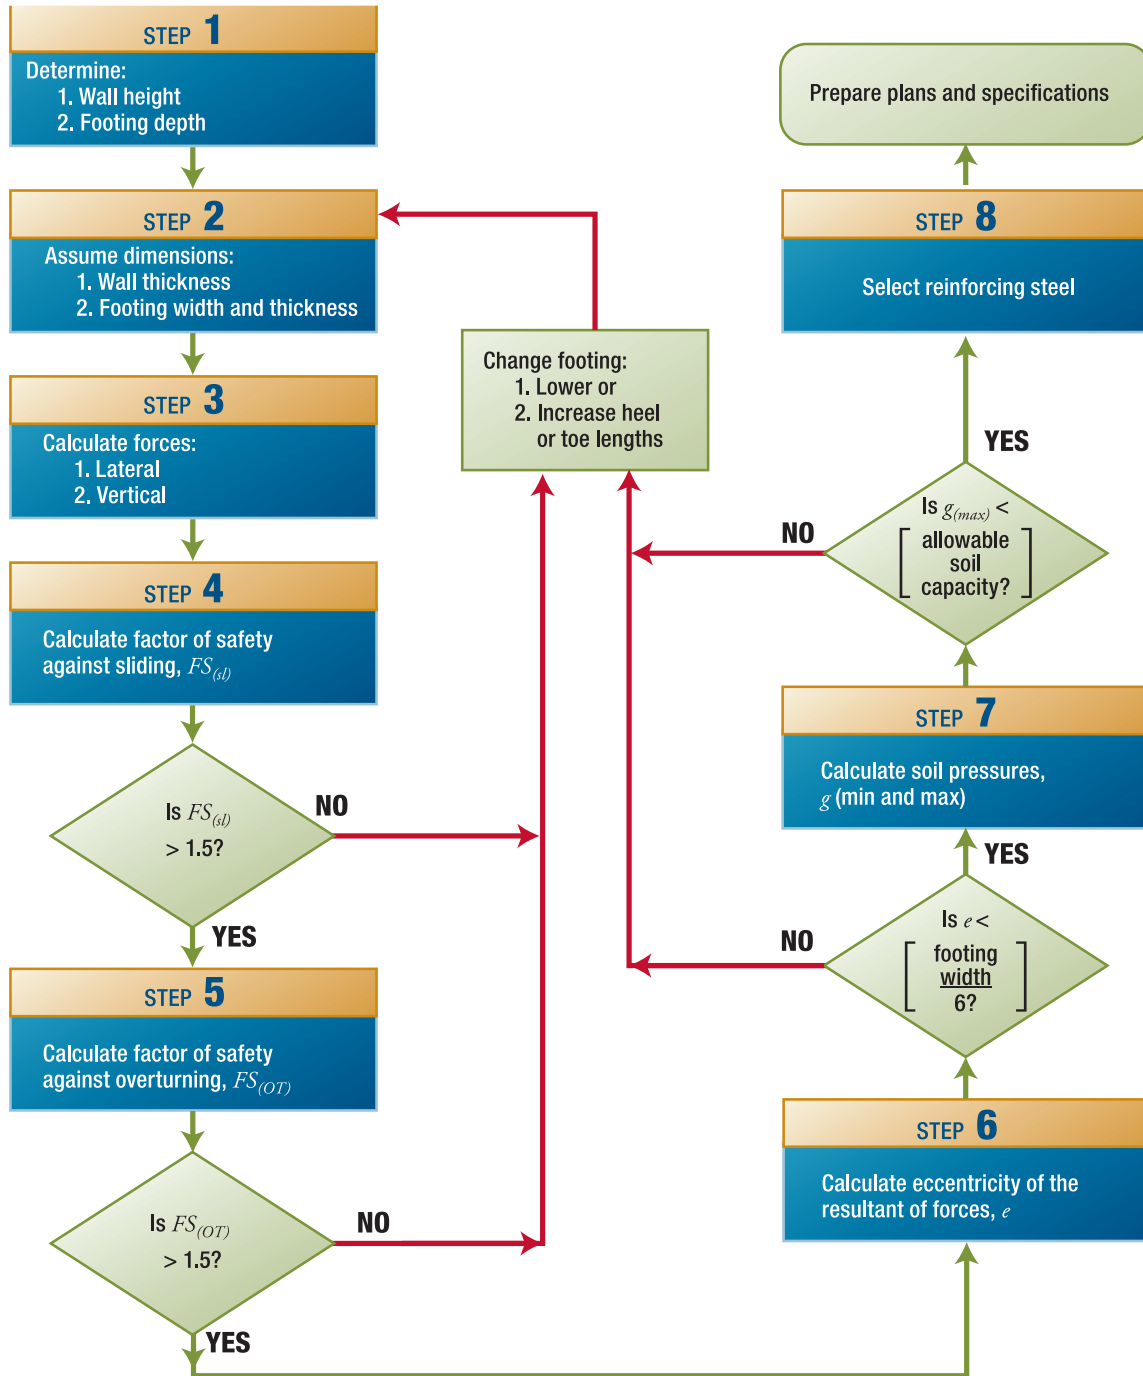 STEP 1
Determine:
1. Wall height
2. Footing depth
STEP 2
Assume dimensions:
1. Wall thickness
2. Footing width and thickness
STEP 3
Calculate forces:
1. Lateral
2. Vertical
STEP 4
Calculate factor of safety
against sliding, FS(sl)
Is FS(sl)
> 1.5?
NO
YES
STEP 5
Calculate factor of safety
against overturning, FS(OT)
Is FS(OT)
> 1.5?
NO
YES
Change footing:
1. Lower or
2. Increase heel
or toe lengths
STEP 6
Calculate eccentricity of the
resultant of forces, e
Is e <
footing
width
6?
NO
YES
STEP 7
Calculate soil pressures,
g (min and max)
Is g(max) <
allowable
soil
capacity?
NO
YES
STEP 8
Select reinforcing steel
Prepare plans and specifications